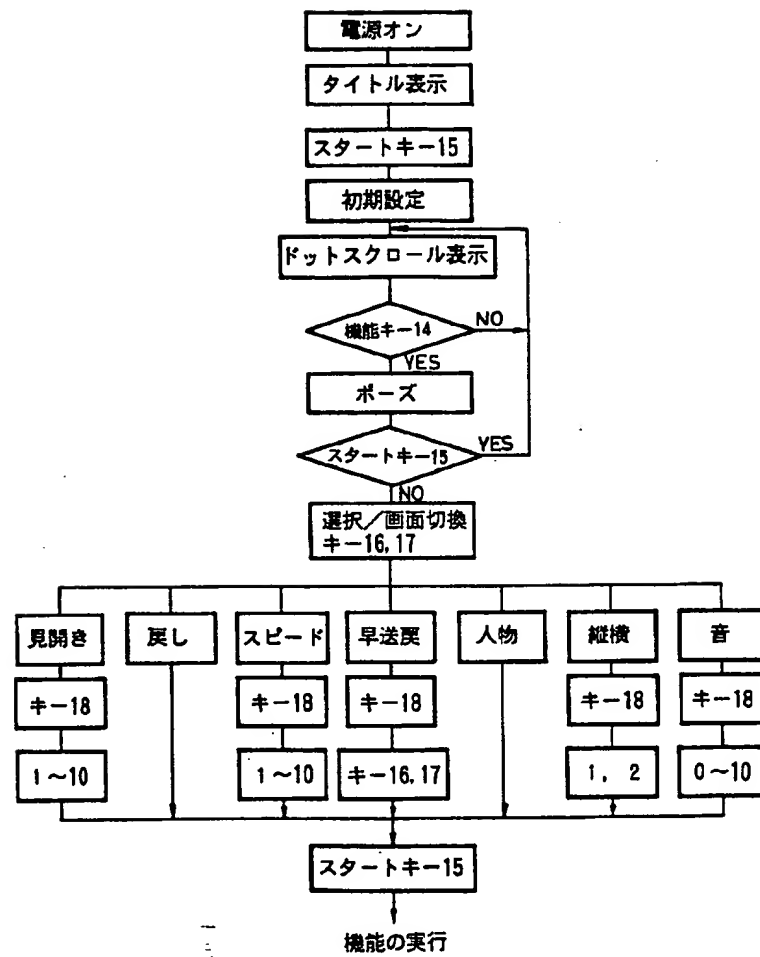 電源オン
タイトル表示
スタートキー15
初期設定
ドットスクロール表示
機能キー14
NO
YES
ポーズ
スタートキー15
YES
NO
選択／画面切換
キー16,17
見開き
戻し
スピード
早送戻
人物
縦横
音
キー18
キー18
キー18
キー18
キー18
1～10
1～10
キー16,17
1, 2
0～10
スタートキー15
機能の実行